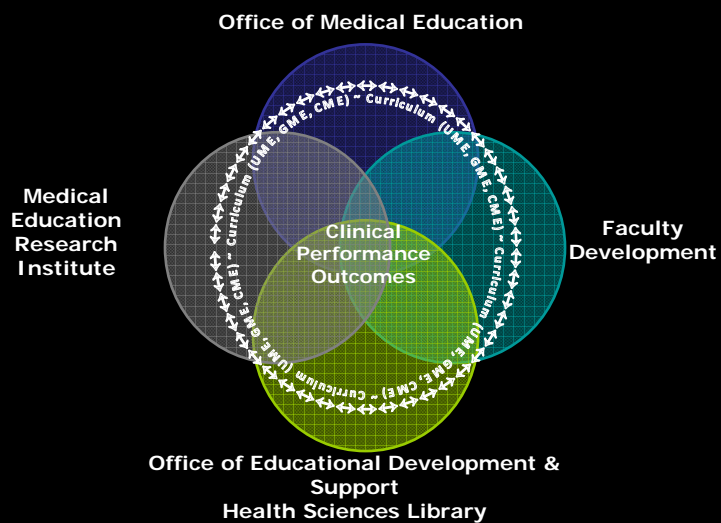 Office of Medical Education
~ Curriculum (UME, GME, CME) ~ Curriculum (UME, GME, CME) ~ Curriculum (UME, GME, CME) ~ Curriculum (UME, GME, CME)
Medical
Education
Research
Institute
Clinical
Performance
Outcomes
Faculty
Development
Office of Educational Development &
Support
Health Sciences Library